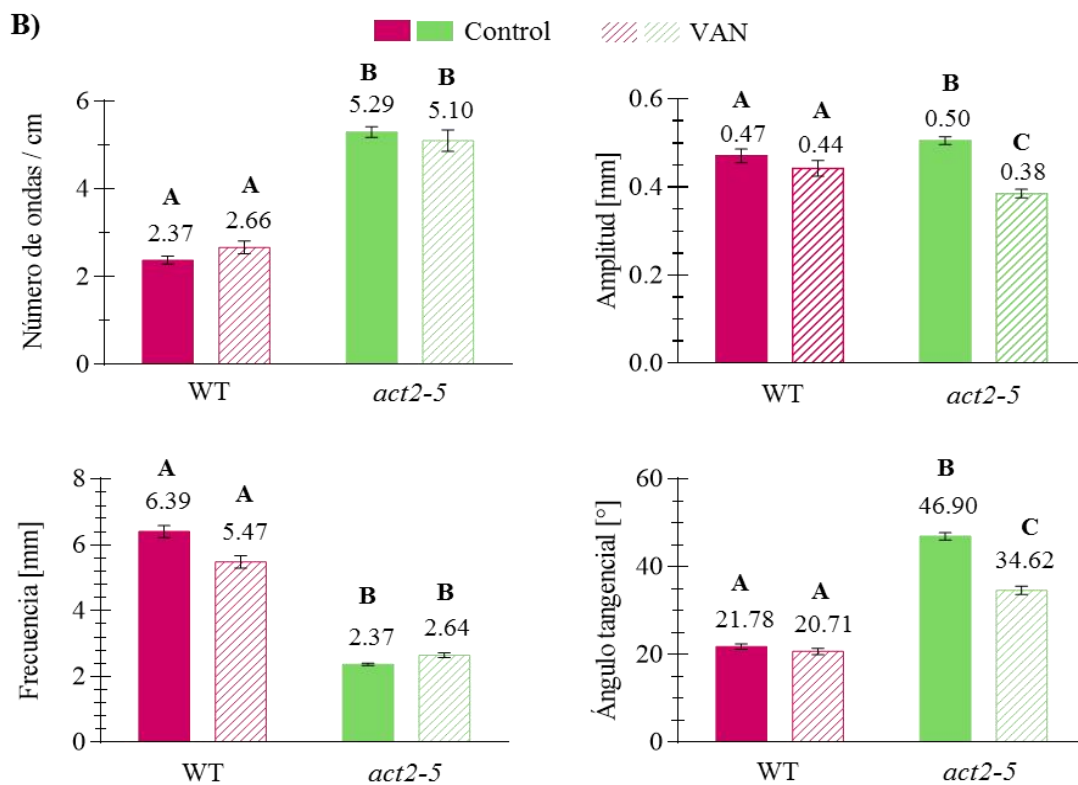 B)
Control
VAN
Número de ondas / cm
6
4
2
0
A
2.37
A
2.66
B
5.29
B
5.10
WT
act2-5
Amplitud [mm]
0.6
0.4
0.2
0.0
A
0.47
A
0.44
B
0.50
C
0.38
WT
act2-5
Frecuencia [mm]
8
6
4
2
0
A
6.39
A
5.47
B
2.37
B
2.64
WT
act2-5
Ángulo tangencial [°]
60
40
20
0
A
21.78
A
20.71
B
46.90
C
34.62
WT
act2-5